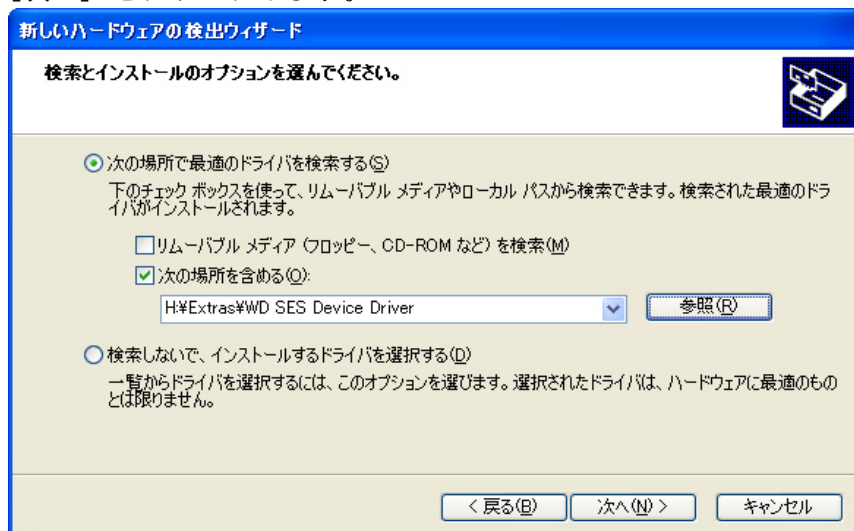 新しいハードウェアの検出ウィザード
検索とインストールのオプションを選んでください。
次の場所で最適のドライバを検索する(S)
下のチェック ボックスを使って、リムーバブル メディアやローカル パスから検索できます。検索された最適のドラ
イバがインストールされます。
リムーバブル メディア (フロッピー、CD-ROM など) を検索(M)
次の場所を含める(O):
H:¥Extras¥WD SES Device Driver
参照(R)
検索しないで、インストールするドライバを選択する(D)
一覧からドライバを選択するには、このオプションを選びます。選択されたドライバは、ハードウェアに最適のもの
とは限りません。
< 戻る(B) 次へ(N) > キャンセル